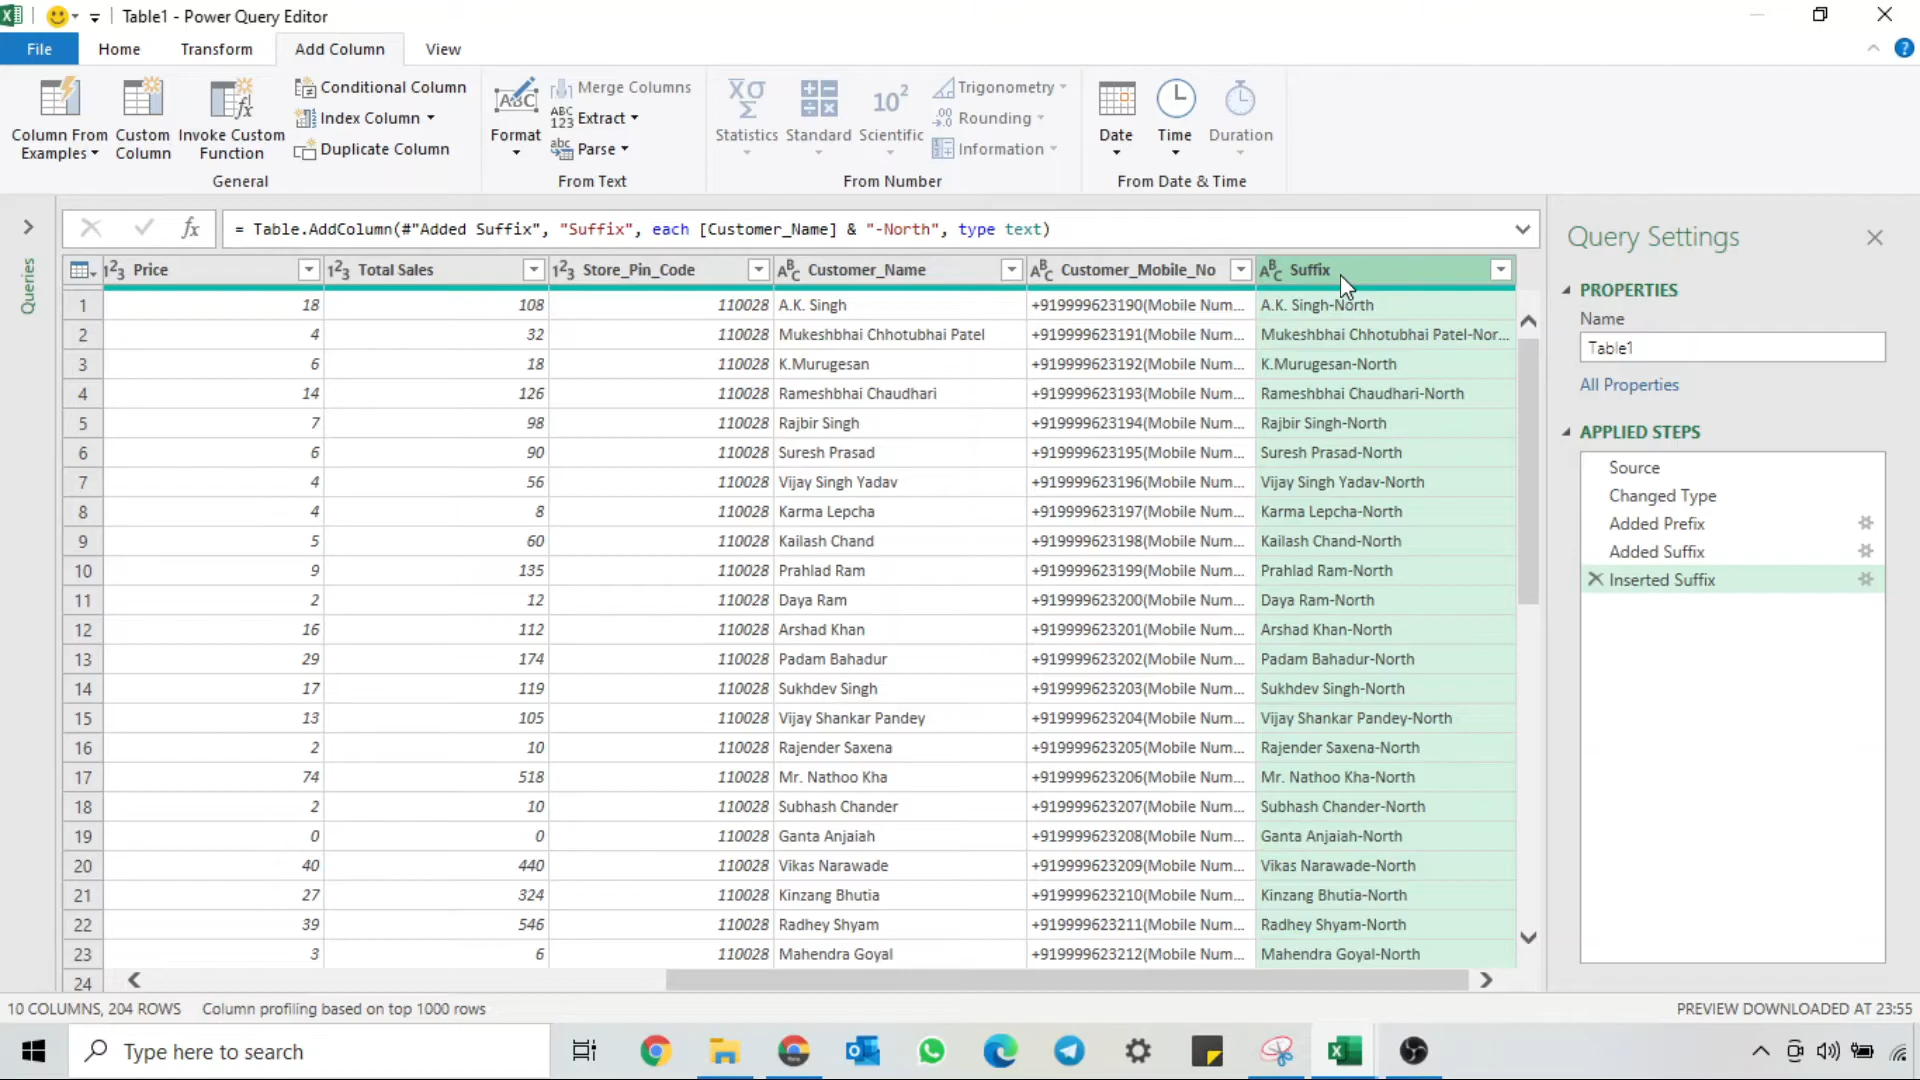 Table1 - Power Query Editor
File Home Transform Add Column View
Column From Examples
Custom Column
Invoke Custom Function
Conditional Column
Index Column
Duplicate Column
General
Format
Merge Columns
Extract
Parse
From Text
Statistics
Standard
Scientific
Trigonometry
Rounding
Information
From Number
Date
Time
Duration
From Date & Time
= Table.AddColumn(#"Added Suffix", "Suffix", each [Customer_Name] & "-North", type text)
Queries
Price Total Sales Store_Pin_Code Customer_Name Customer_Mobile_No Suffix
1 18 108 110028 A.K. Singh +919999623190(Mobile Num... A.K. Singh-North
2 4 32 110028 Mukeshbhai Chhotubhai Patel +919999623191(Mobile Num... Mukeshbhai Chhotubhai Patel-Nor...
3 6 18 110028 K.Murugesan +919999623192(Mobile Num... K.Murugesan-North
4 14 126 110028 Rameshbhai Chaudhari +919999623193(Mobile Num... Rameshbhai Chaudhari-North
5 7 98 110028 Rajbir Singh +919999623194(Mobile Num... Rajbir Singh-North
6 6 90 110028 Suresh Prasad +919999623195(Mobile Num... Suresh Prasad-North
7 4 56 110028 Vijay Singh Yadav +919999623196(Mobile Num... Vijay Singh Yadav-North
8 4 8 110028 Karma Lepcha +919999623197(Mobile Num... Karma Lepcha-North
9 5 60 110028 Kailash Chand +919999623198(Mobile Num... Kailash Chand-North
10 9 135 110028 Prahlad Ram +919999623199(Mobile Num... Prahlad Ram-North
11 2 12 110028 Daya Ram +919999623200(Mobile Num... Daya Ram-North
12 16 112 110028 Arshad Khan +919999623201(Mobile Num... Arshad Khan-North
13 29 174 110028 Padam Bahadur +919999623202(Mobile Num... Padam Bahadur-North
14 17 119 110028 Sukhdev Singh +919999623203(Mobile Num... Sukhdev Singh-North
15 13 105 110028 Vijay Shankar Pandey +919999623204(Mobile Num... Vijay Shankar Pandey-North
16 2 10 110028 Rajender Saxena +919999623205(Mobile Num... Rajender Saxena-North
17 74 518 110028 Mr. Nathoo Kha +919999623206(Mobile Num... Mr. Nathoo Kha-North
18 2 10 110028 Subhash Chander +919999623207(Mobile Num... Subhash Chander-North
19 0 0 110028 Ganta Anjaiah +919999623208(Mobile Num... Ganta Anjaiah-North
20 40 440 110028 Vikas Narawade +919999623209(Mobile Num... Vikas Narawade-North
21 27 324 110028 Kinzang Bhutia +919999623210(Mobile Num... Kinzang Bhutia-North
22 39 546 110028 Radhey Shyam +919999623211(Mobile Num... Radhey Shyam-North
23 3 6 110028 Mahendra Goyal +919999623212(Mobile Num... Mahendra Goyal-North
24
Query Settings
PROPERTIES
Name
Table1
All Properties
APPLIED STEPS
Source
Changed Type
Added Prefix
Added Suffix
Inserted Suffix
10 COLUMNS, 204 ROWS Column profiling based on top 1000 rows PREVIEW DOWNLOADED AT 23:55
Type here to search